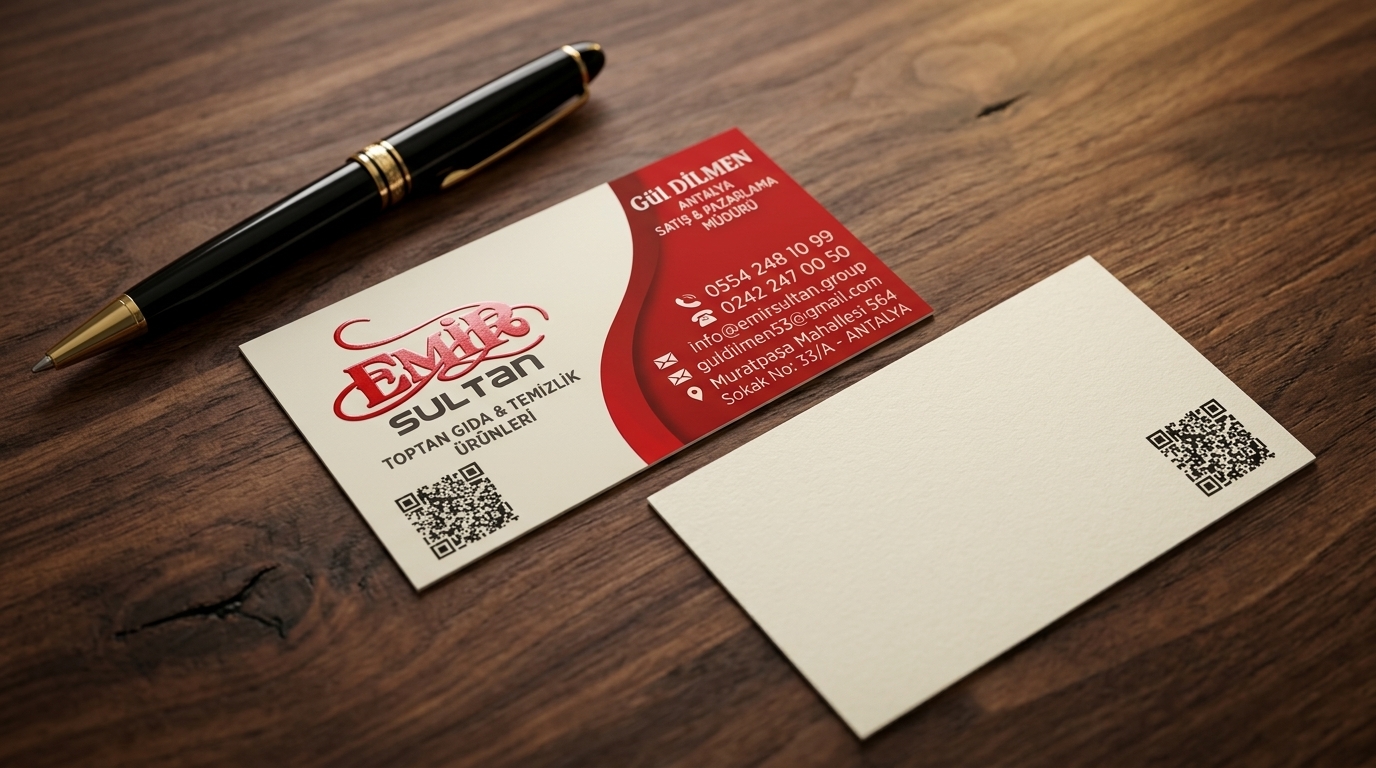 EMİR
SULTan
TOPTAN GIDA & TEMİZLİK
ÜRÜNLERİ
Gül DİLMEN
ANTALYA
SATIŞ & PAZARLAMA
MÜDÜRÜ
0554 248 10 99
0242 247 00 50
info@emirsultan.group
guldilmen53@gmail.com
Muratpaşa Mahallesi 564
Sokak No: 33/A - ANTALYA